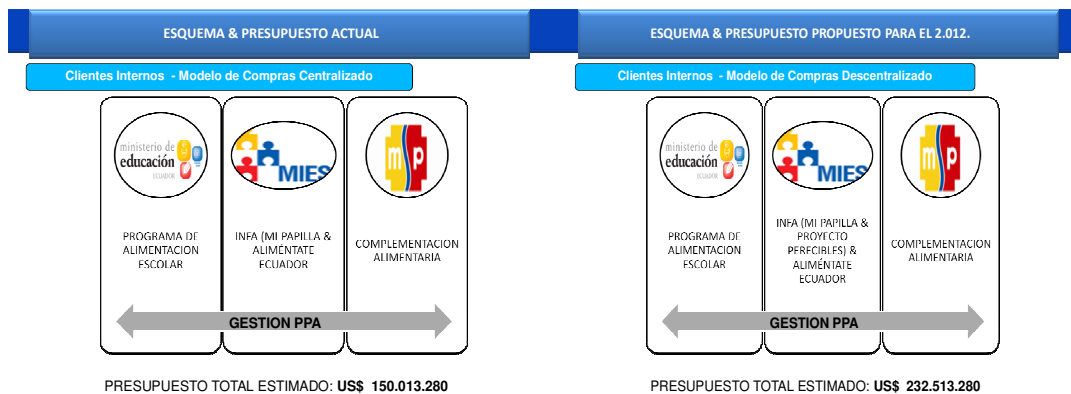 ESQUEMA & PRESUPUESTO ACTUAL
Clientes Internos - Modelo de Compras Centralizado
ministerio de
educación
ECUADOR
MIES
msp
PROGRAMA DE
ALIMENTACION
ESCOLAR
INFA (MI PAPILLA &
ALIMÉNTATE
ECUADOR
COMPLEMENTACION
ALIMENTARIA
GESTION PPA
PRESUPUESTO TOTAL ESTIMADO: US$ 150.013.280
ESQUEMA & PRESUPUESTO PROPUESTO PARA EL 2.012.
Clientes Internos - Modelo de Compras Descentralizado
ministerio de
educación
ECUADOR
MIES
msp
PROGRAMA DE
ALIMENTACION
ESCOLAR
INFA (MI PAPILLA &
PROYECTO
PERECIBLES) &
ALIMÉNTATE
ECUADOR
COMPLEMENTACION
ALIMENTARIA
GESTION PPA
PRESUPUESTO TOTAL ESTIMADO: US$ 232.513.280